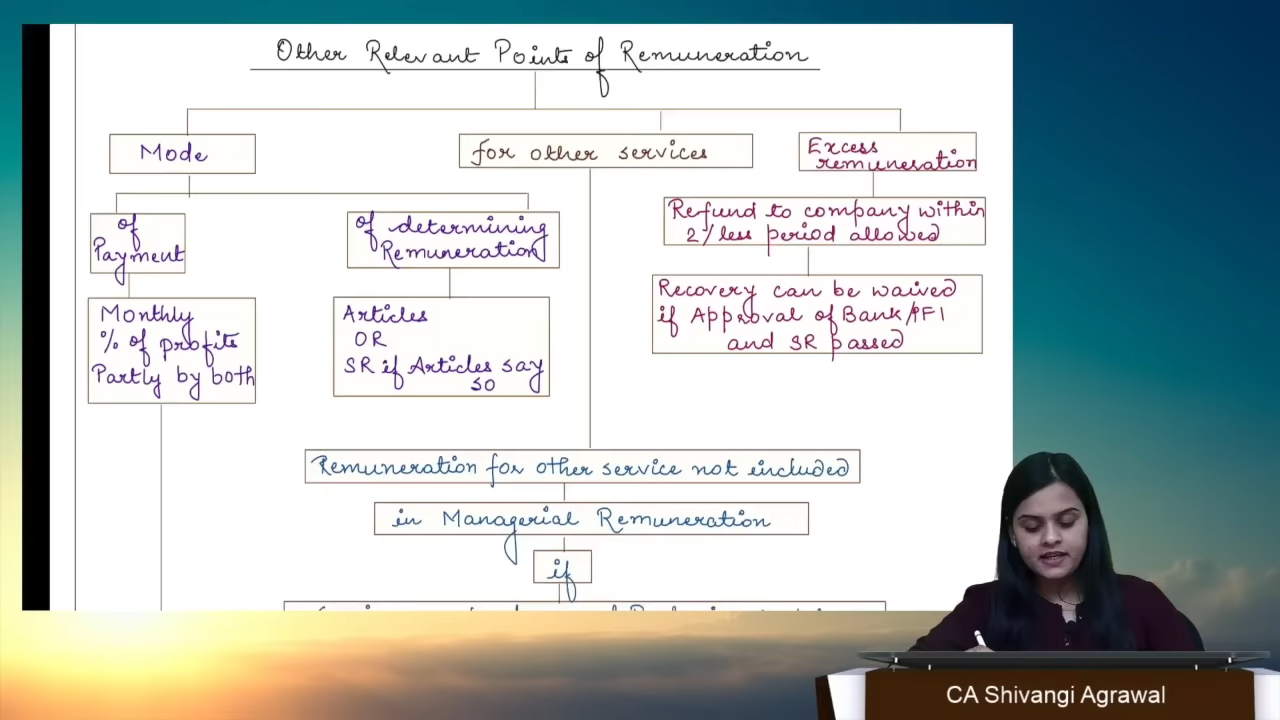 Other Relevant Points of Remuneration
Mode
for other services
Excess
remuneration
of
Payment
of determining
Remuneration
Refund to company within
2/less period allowed
Monthly
% of profits
Partly by both
Articles
OR
SR if Articles say
so
Recovery can be waived
if Approval of Bank/PFI
and SR passed
Remuneration for other service not included
in Managerial Remuneration
if
CA Shivangi Agrawal